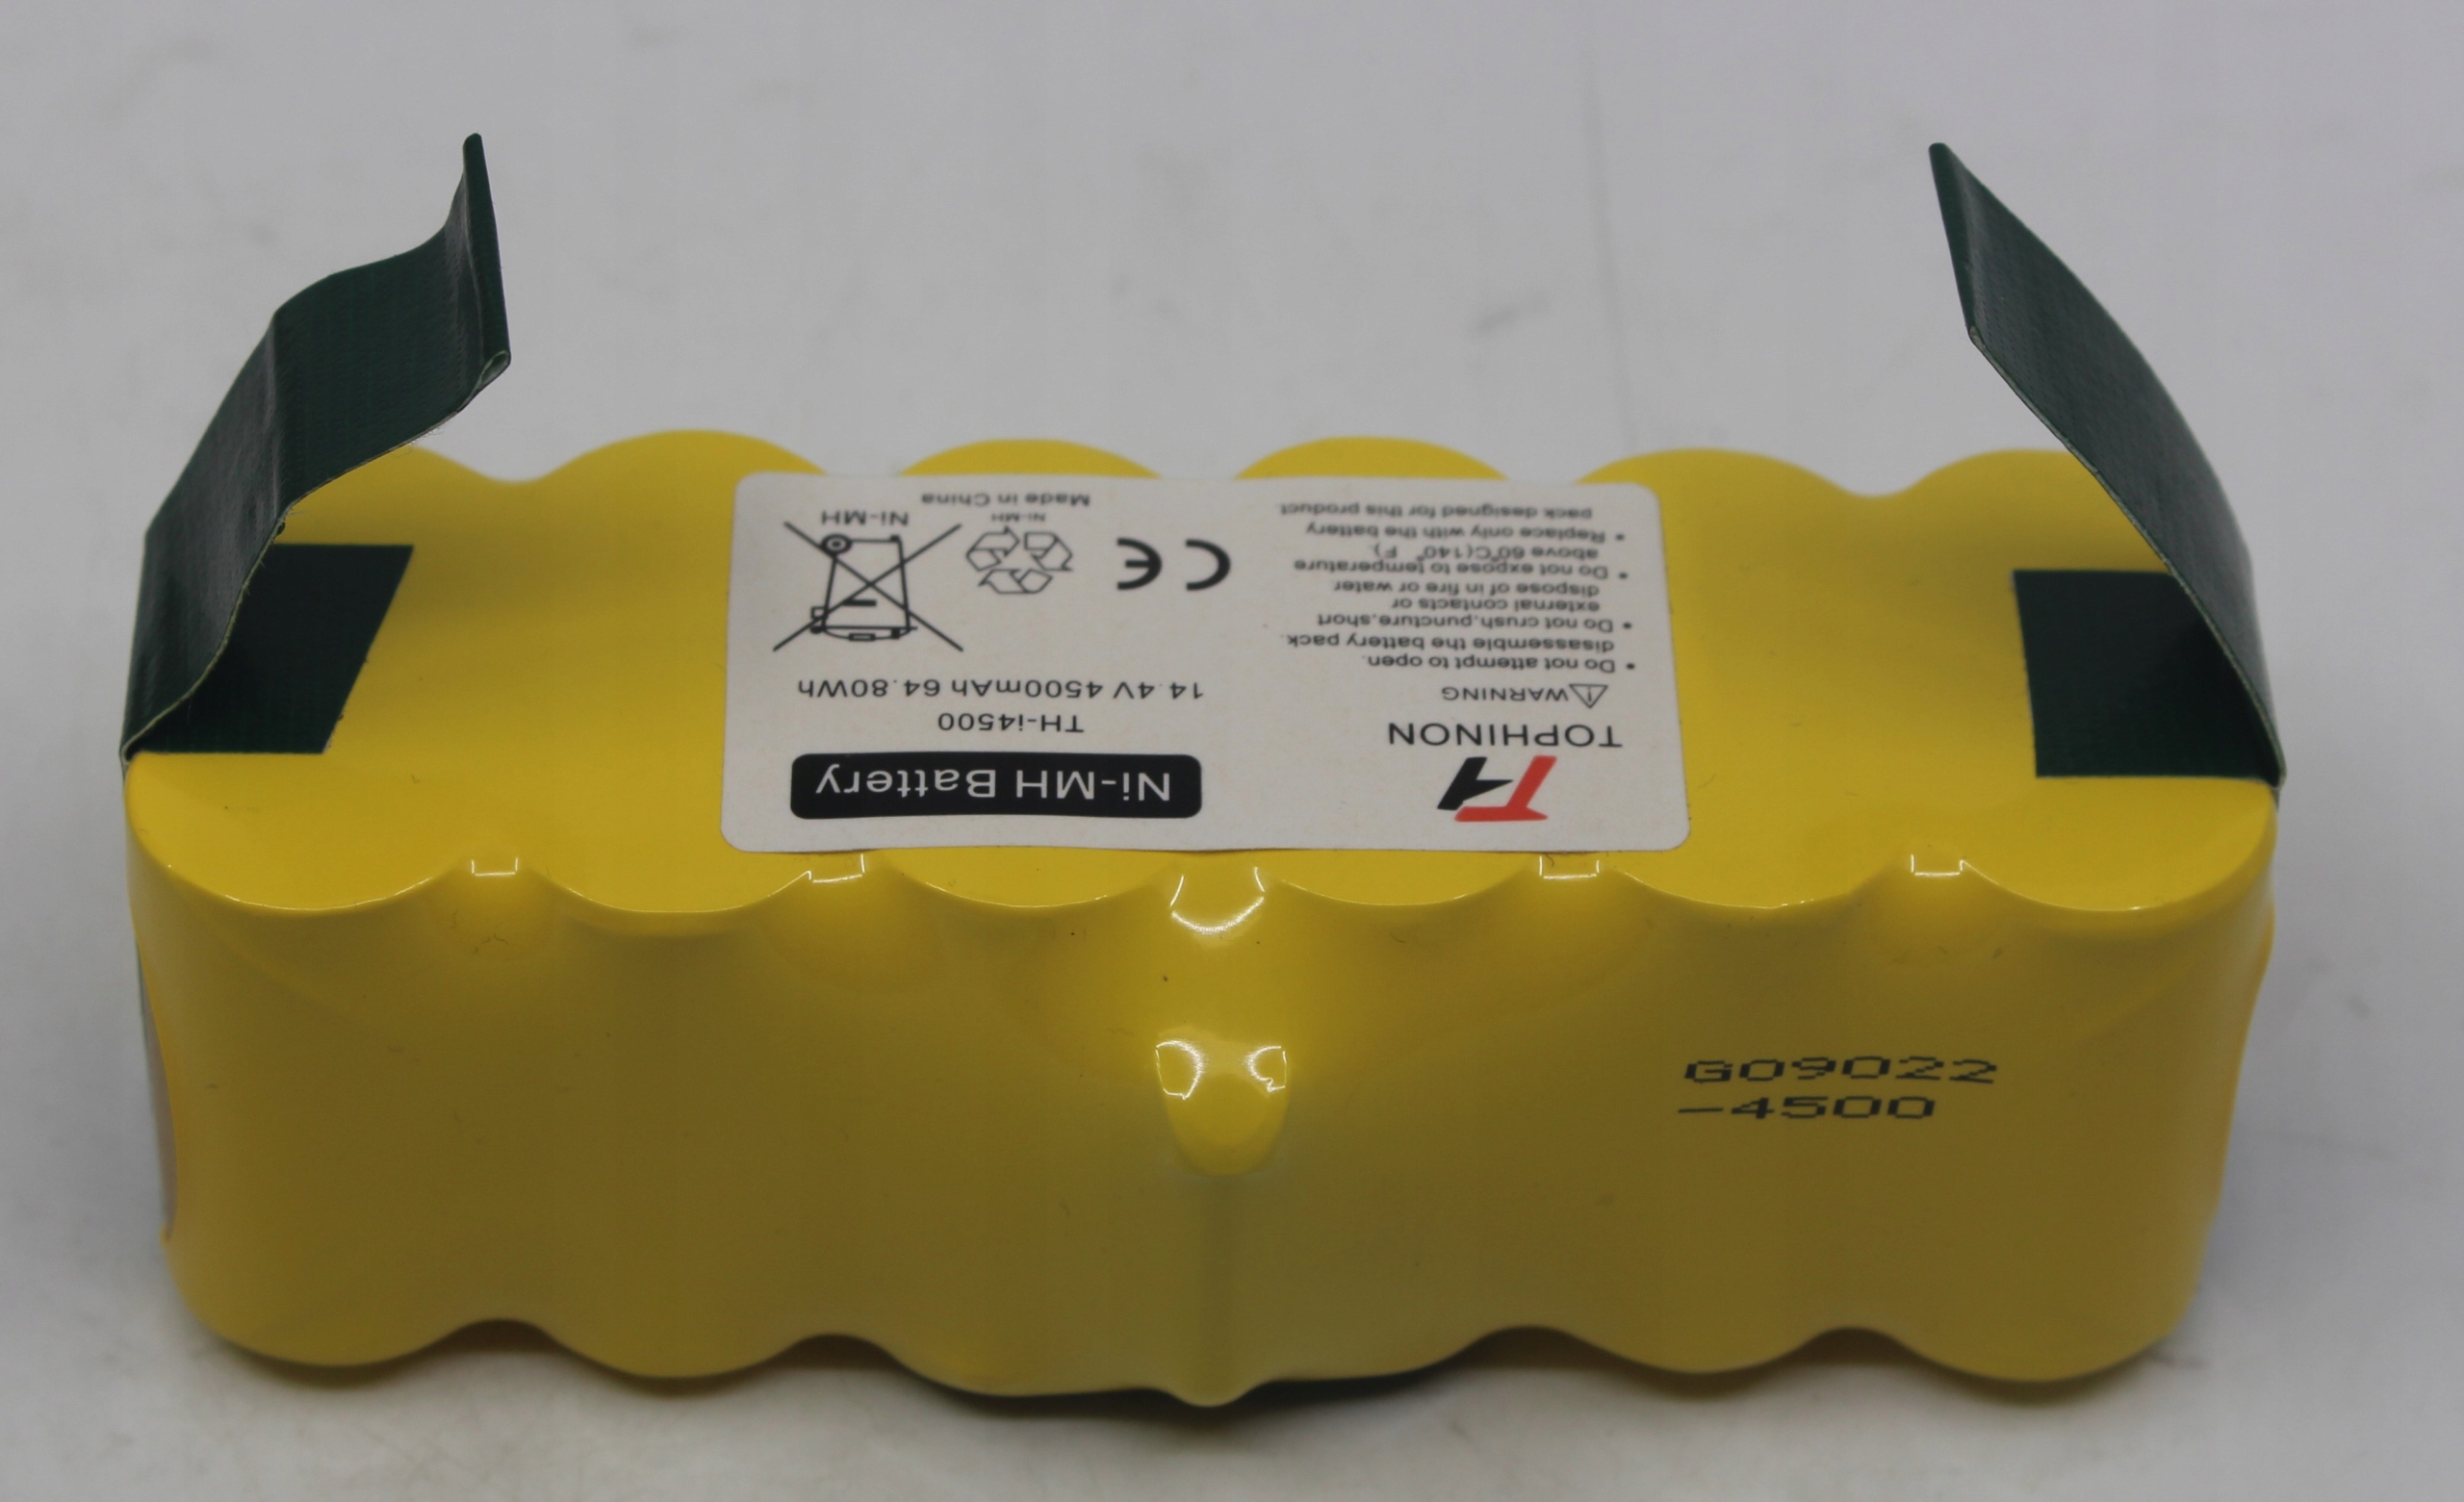 TH
TOPHINON
⚠WARNING
• Do not attempt to open.
disassemble the battery pack.
• Do not crush,puncture,short
external contacts or
dispose of in fire or water
• Do not expose to temperature
above 60°C(140° F).
• Replace only with the battery
pack designed for this product.
Ni-MH Battery
TH-i4500
14.4V 4500mAh 64.80Wh
CE
Ni-MH
Ni-MH
Made in China
G09022
-4500